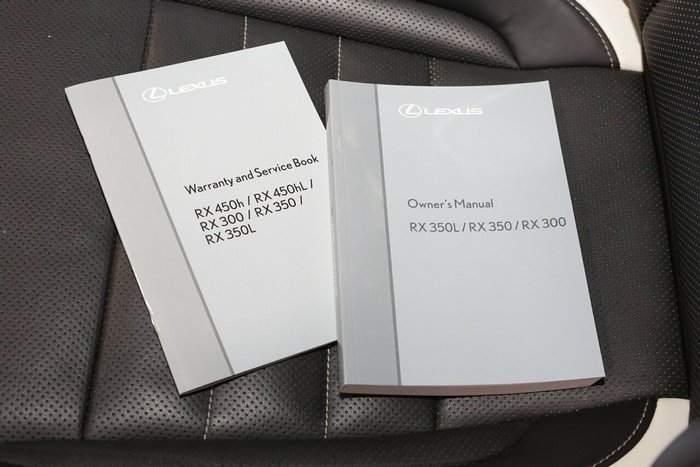 LEXUS
Warranty and Service Book
RX 450h / RX 450hL /
RX 300 / RX 350 /
RX 350L
LEXUS
Owner's Manual
RX 350L / RX 350 / RX 300